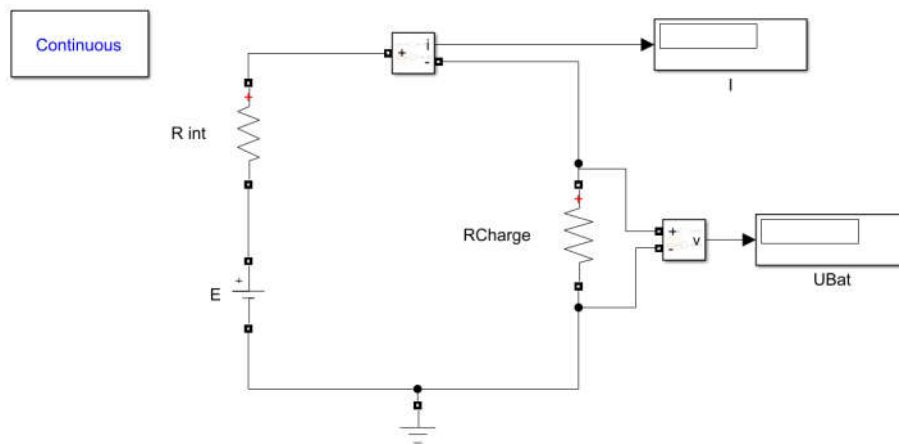 Continuous
+
i
-
I
+
R int
+
RCharge
+
-
v
UBat
+
E